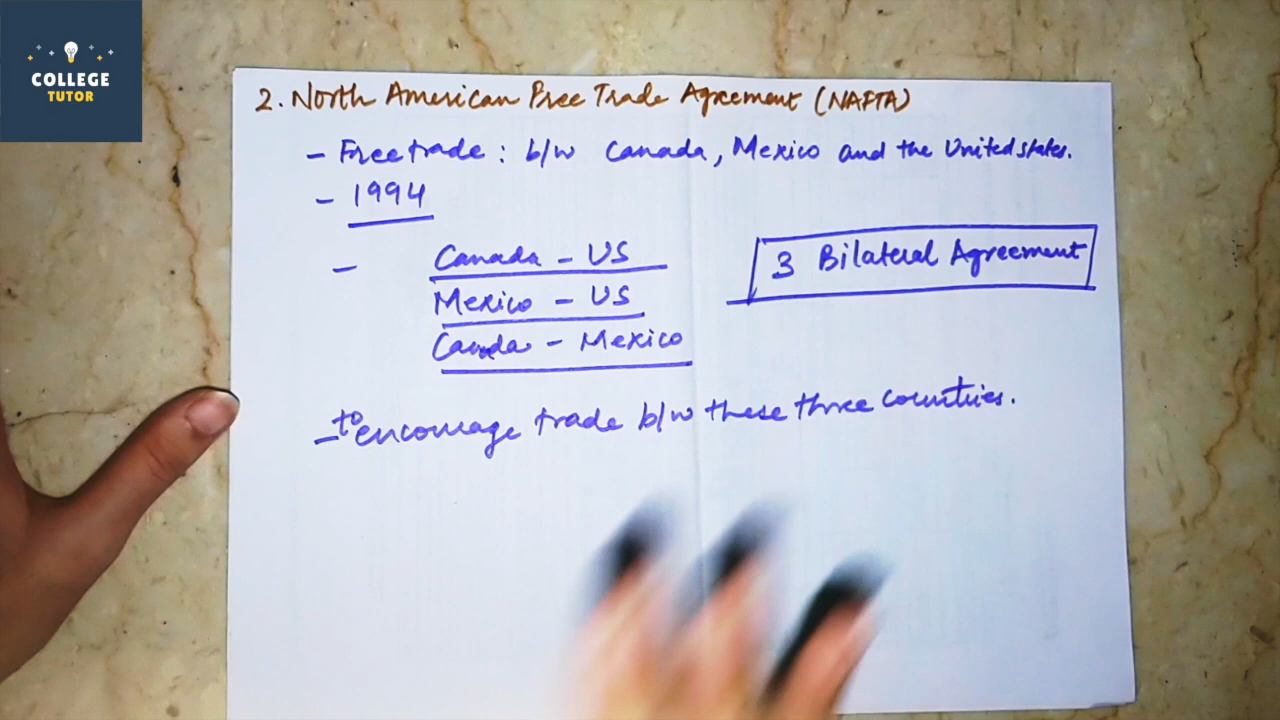 COLLEGE
TUTOR
2. North American Free Trade Agreement (NAFTA)
- Free trade : b/w Canada, Mexico and the United states.
- 1994
- Canada - US
3 Bilateral Agreement
Mexico - US
Canada - Mexico
- to encourage trade b/w these three countries.